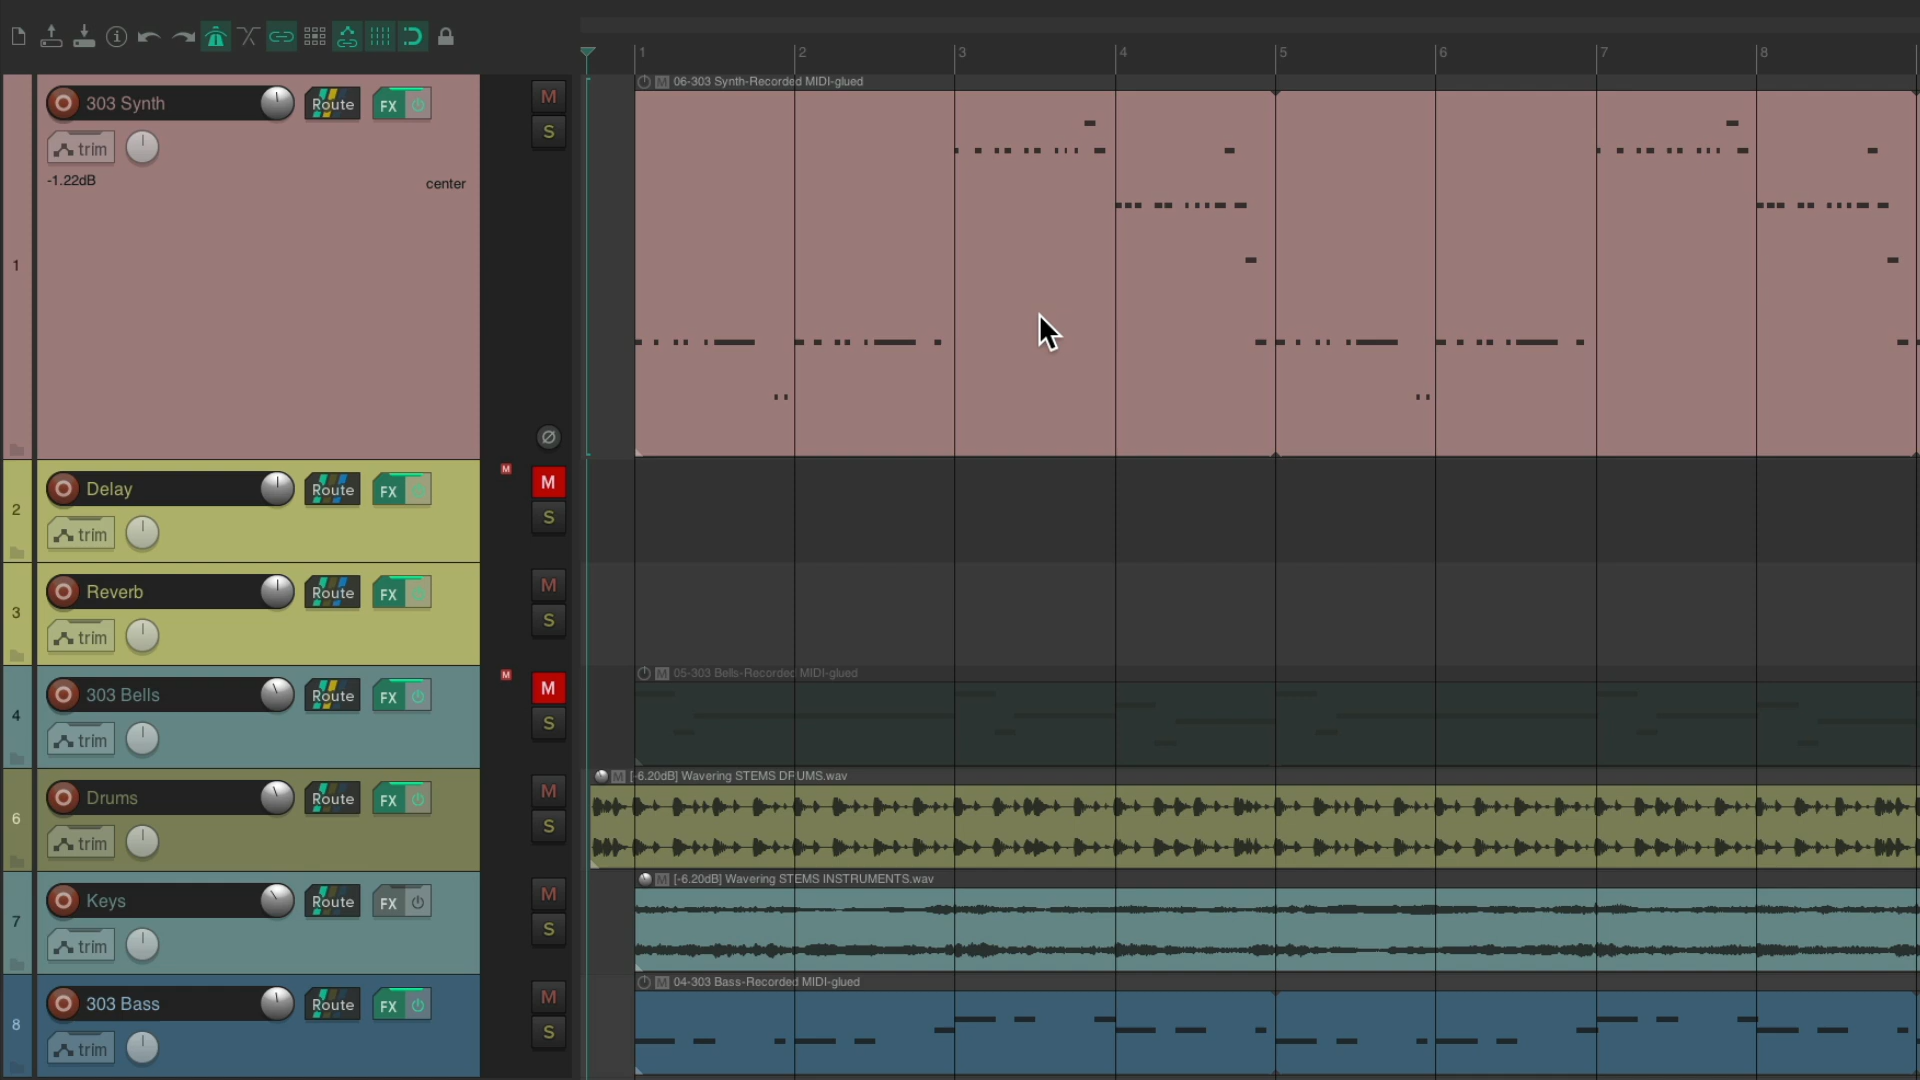 1 2 3 4 5 6 7 8
06-303 Synth-Recorded MIDI-glued
1
303 Synth
Route
FX
M
S
trim
-1.22dB
center
2
Delay
Route
FX
M
M
S
trim
3
Reverb
Route
FX
M
S
trim
05-303 Bells-Recorded MIDI-glued
4
303 Bells
Route
FX
M
M
S
trim
[-6.20dB] Wavering STEMS DRUMS.wav
6
Drums
Route
FX
M
S
trim
[-6.20dB] Wavering STEMS INSTRUMENTS.wav
7
Keys
Route
FX
M
S
trim
04-303 Bass-Recorded MIDI-glued
8
303 Bass
Route
FX
M
S
trim